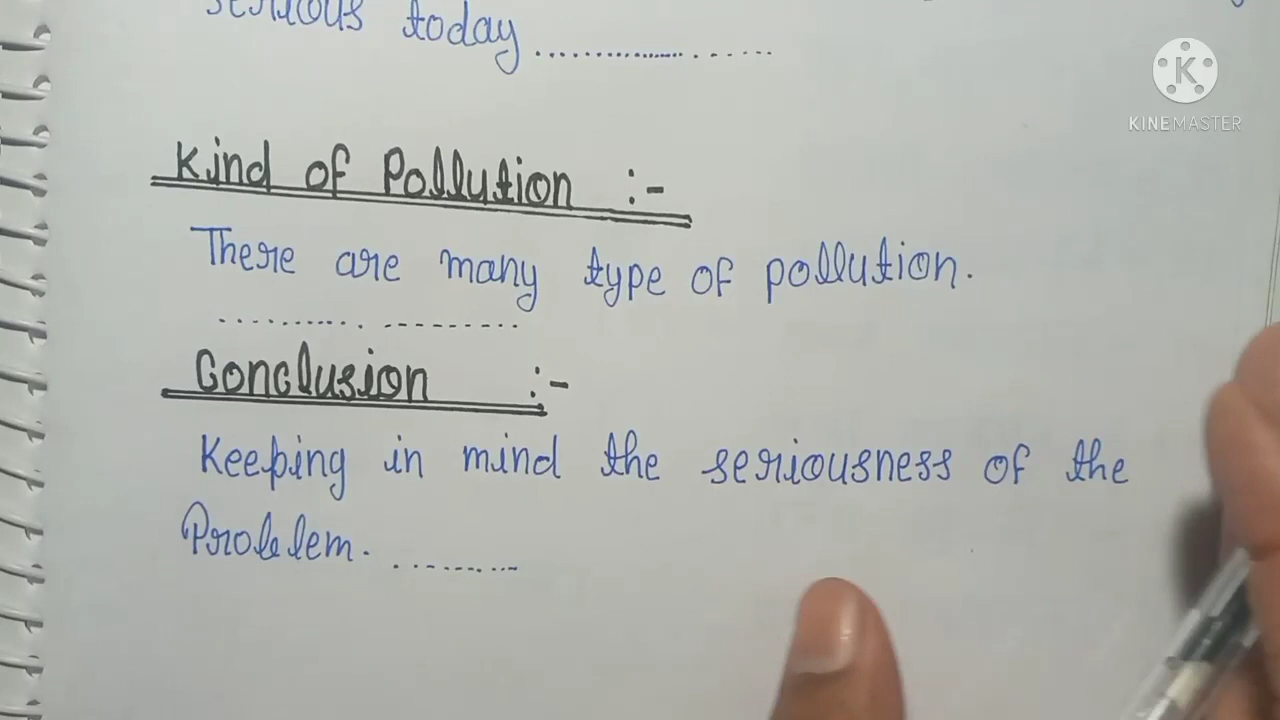 serious today ....................
KINEMASTER
Kind of Pollution :-
There are many type of pollution.
....................
Conclusion :-
Keeping in mind the seriousness of the
Problem. ..........